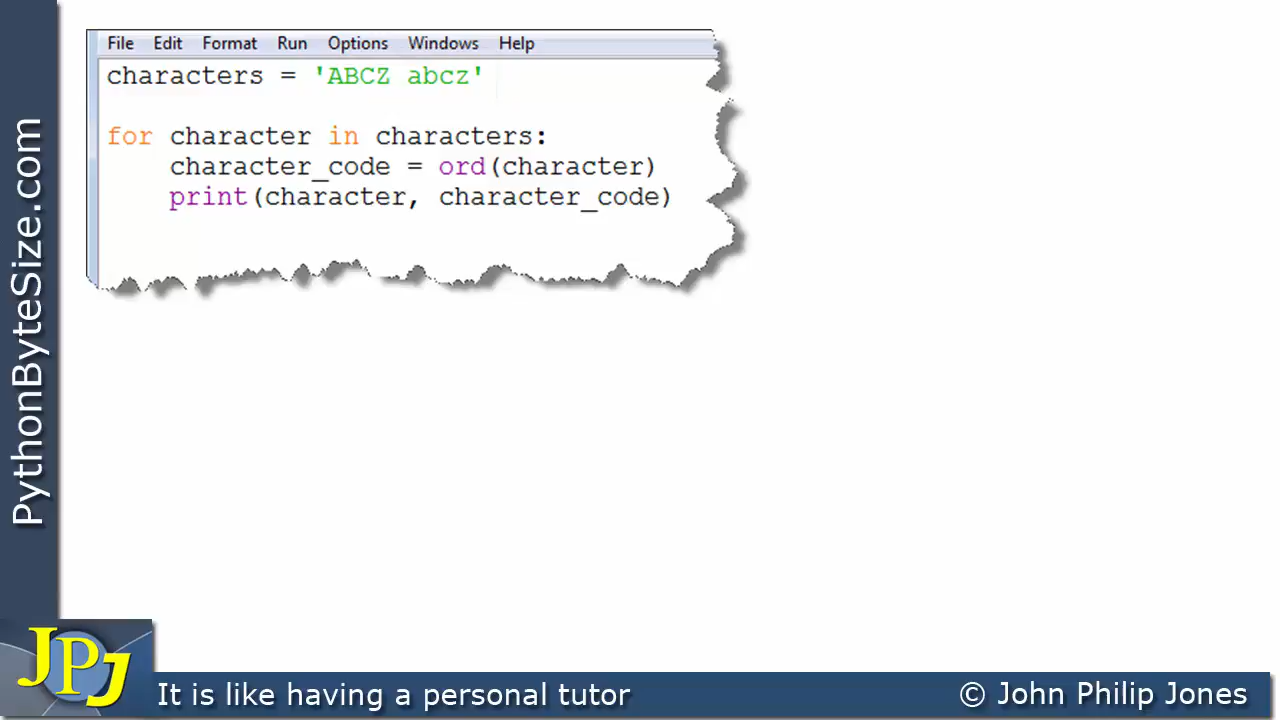 File Edit Format Run Options Windows Help
characters = 'ABCZ abcz'
for character in characters:
    character_code = ord(character)
    print(character, character_code)
PythonByteSize.com
JPJ
It is like having a personal tutor
© John Philip Jones